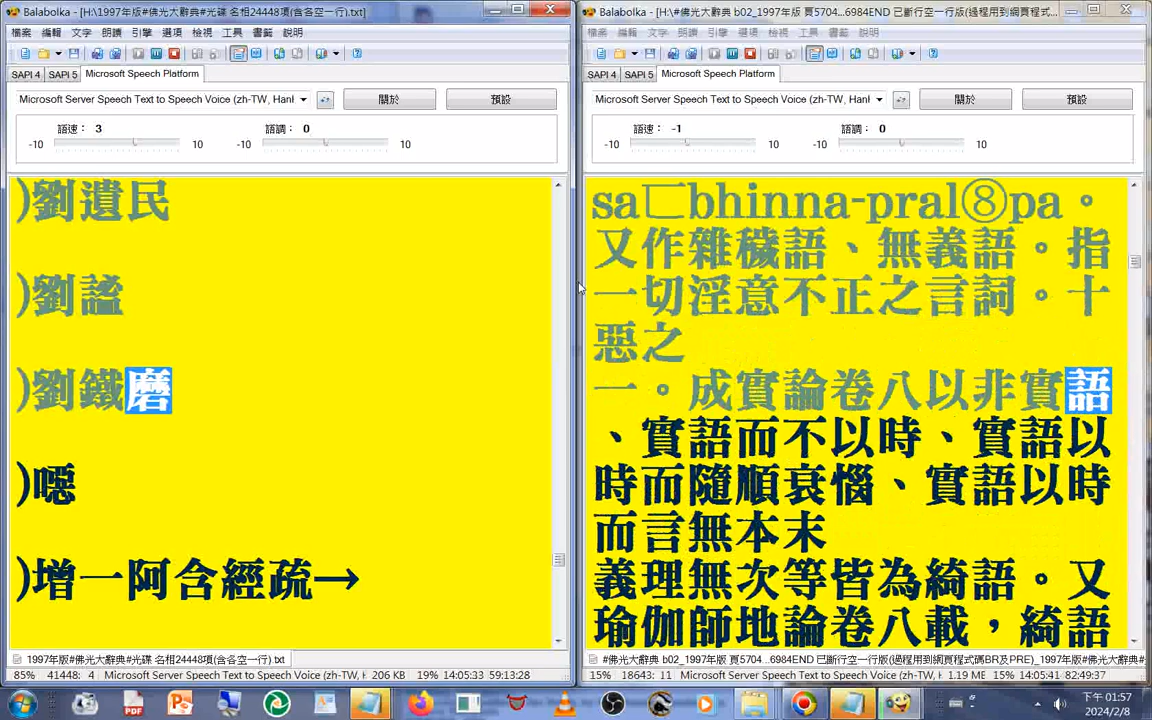 Balabolka - [H:\1997年版#佛光大辭典#光碟 名相24448項(含各空一行).txt]
檔案 編輯 文字 朗讀 引擎 選項 檢視 工具 書籤 說明
SAPI 4 SAPI 5 Microsoft Speech Platform
Microsoft Server Speech Text to Speech Voice (zh-TW, HanH
關於 預設
語速： 3 語調： 0
-10 10 -10 10
)劉遺民
)劉謐
)劉鐵磨
)噁
)增一阿含經疏→
1997年版#佛光大辭典#光碟 名相24448項(含各空一行).txt
85% 41448: 4 Microsoft Server Speech Text to Speech Voice (zh-TW, H 206 KB 19% 14:05:33 59:13:28
Balabolka - [H:\#佛光大辭典 b02_1997年版 頁5704...6984END 已斷行空一行版(過程用到網頁程式...
檔案 編輯 文字 朗讀 引擎 選項 檢視 工具 書籤 說明
SAPI 4 SAPI 5 Microsoft Speech Platform
Microsoft Server Speech Text to Speech Voice (zh-TW, HanH
關於 預設
語速： -1 語調： 0
-10 10 -10 10
sa匚bhinna-pral⑧pa。
又作雜穢語、無義語。指
一切淫意不正之言詞。十
惡之
一。成實論卷八以非實語
、實語而不以時、實語以
時而隨順衰惱、實語以時
而言無本末
義理無次等皆為綺語。又
瑜伽師地論卷八載，綺語
#佛光大辭典 b02_1997年版 頁5704...6984END 已斷行空一行版(過程用到網頁程式碼BR及PRE)_1997年版#佛光大辭典#
15% 18643: 11 Microsoft Server Speech Text to Speech Voice (zh-TW, H 1.19 ME 15% 14:05:41 82:49:37
下午 01:57
2024/2/8